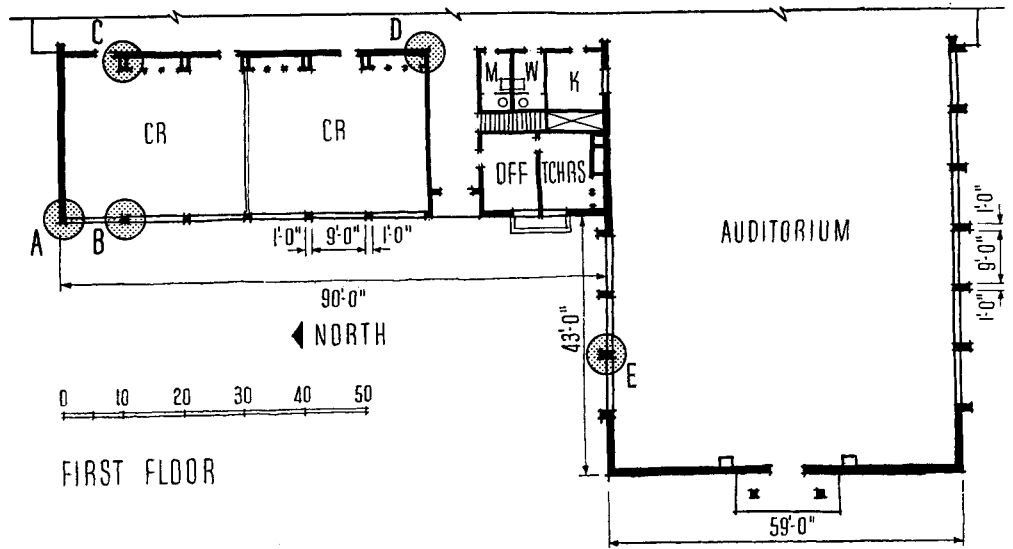 C
D
M W K
CR CR
OFF TCHRS
A B
AUDITORIUM
1'-0" 9'-0" 1'-0"
1'-0"
9'-0"
1'-0"
90'-0"
NORTH
43'-0"
E
0 10 20 30 40 50
FIRST FLOOR
59'-0"